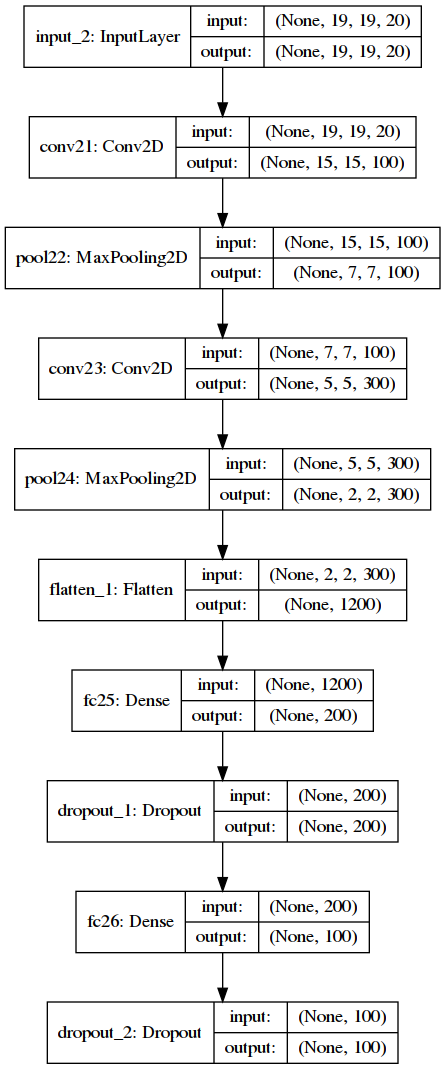 input_2: InputLayer
input: (None, 19, 19, 20)
output: (None, 19, 19, 20)
conv21: Conv2D
input: (None, 19, 19, 20)
output: (None, 15, 15, 100)
pool22: MaxPooling2D
input: (None, 15, 15, 100)
output: (None, 7, 7, 100)
conv23: Conv2D
input: (None, 7, 7, 100)
output: (None, 5, 5, 300)
pool24: MaxPooling2D
input: (None, 5, 5, 300)
output: (None, 2, 2, 300)
flatten_1: Flatten
input: (None, 2, 2, 300)
output: (None, 1200)
fc25: Dense
input: (None, 1200)
output: (None, 200)
dropout_1: Dropout
input: (None, 200)
output: (None, 200)
fc26: Dense
input: (None, 200)
output: (None, 100)
dropout_2: Dropout
input: (None, 100)
output: (None, 100)